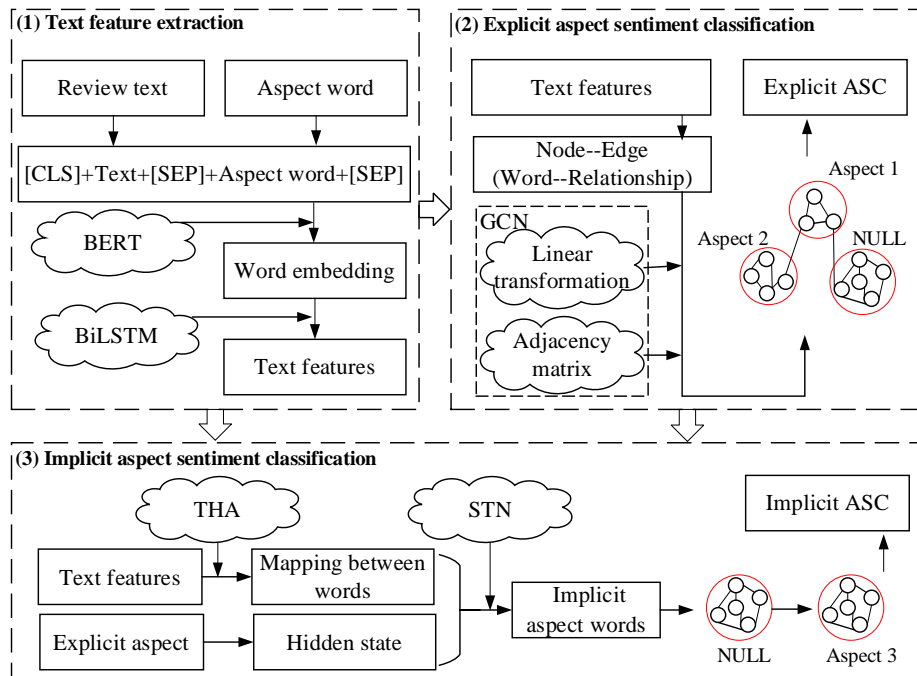 (1) Text feature extraction
Review text
Aspect word
[CLS]+Text+[SEP]+Aspect word+[SEP]
BERT
Word embedding
BiLSTM
Text features
(2) Explicit aspect sentiment classification
Text features
Explicit ASC
Node--Edge
(Word--Relationship)
Aspect 1
GCN
Linear
transformation
Aspect 2
NULL
Adjacency
matrix
(3) Implicit aspect sentiment classification
THA
STN
Implicit ASC
Text features
Mapping between
words
Explicit aspect
Hidden state
Implicit
aspect words
NULL
Aspect 3